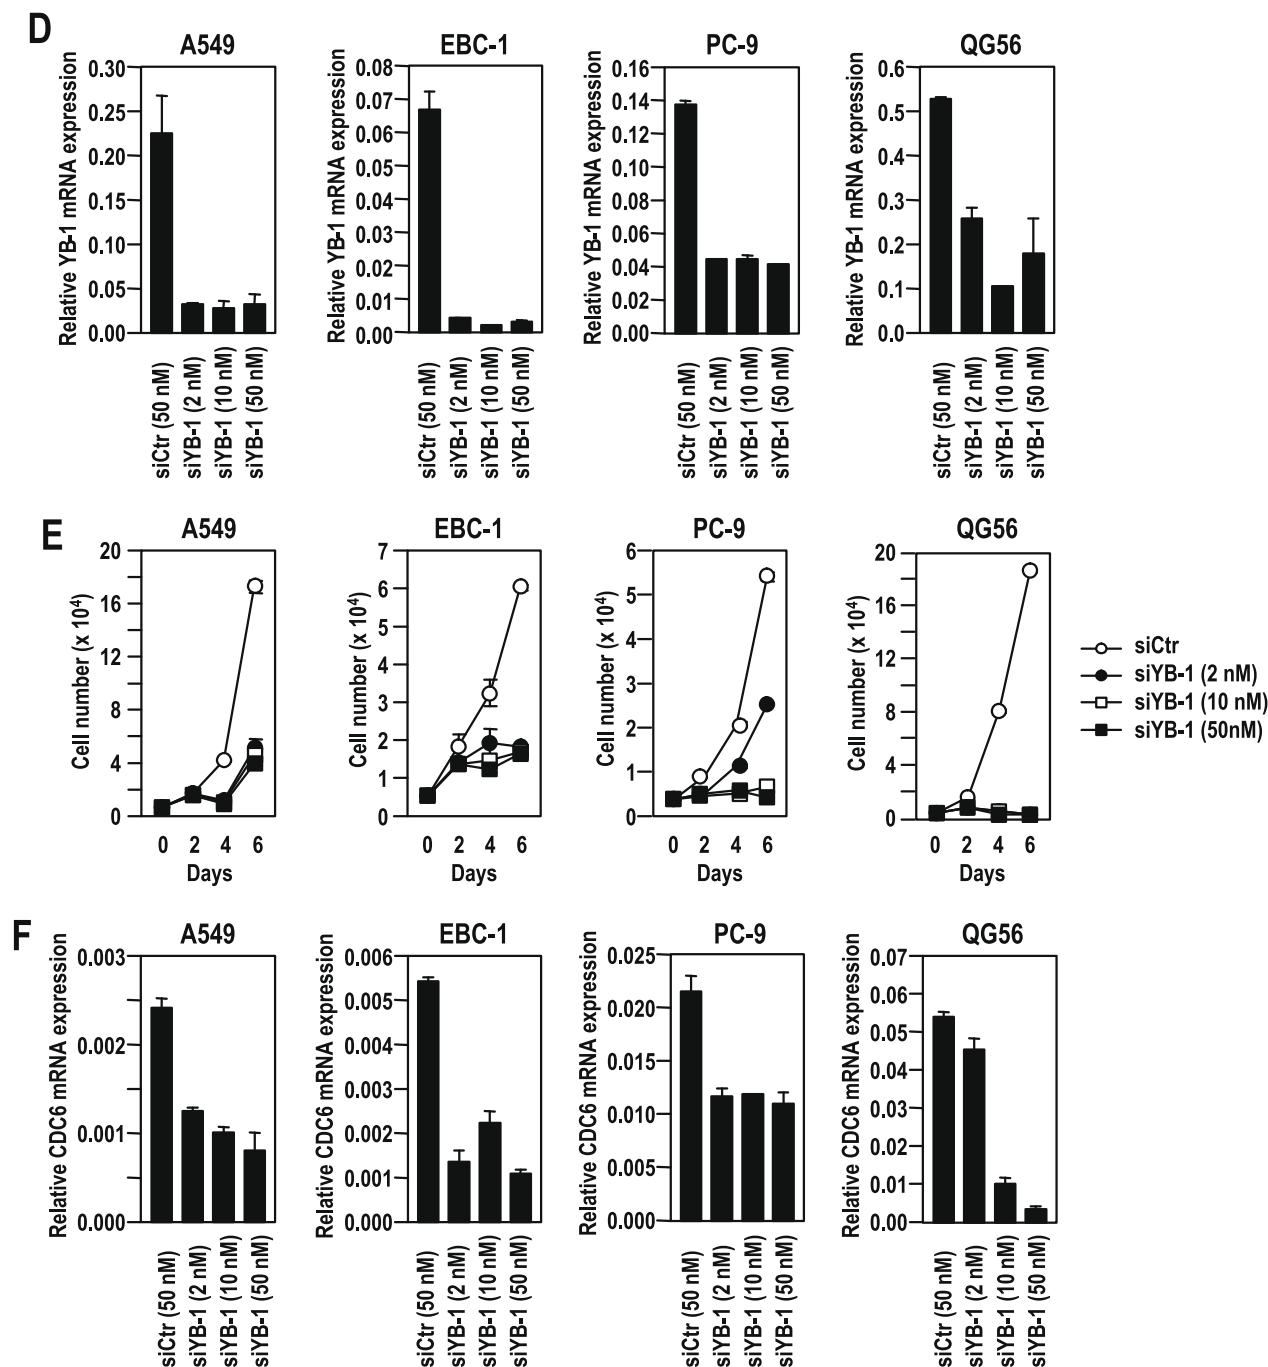 D
A549
EBC-1
PC-9
QG56
Relative YB-1 mRNA expression
0.30
0.25
0.20
0.15
0.10
0.05
0.00
siCtr (50 nM)
siYB-1 (2 nM)
siYB-1 (10 nM)
siYB-1 (50 nM)
Relative YB-1 mRNA expression
0.08
0.07
0.06
0.05
0.04
0.03
0.02
0.01
0.00
siCtr (50 nM)
siYB-1 (2 nM)
siYB-1 (10 nM)
siYB-1 (50 nM)
Relative YB-1 mRNA expression
0.16
0.14
0.12
0.10
0.08
0.06
0.04
0.02
0.00
siCtr (50 nM)
siYB-1 (2 nM)
siYB-1 (10 nM)
siYB-1 (50 nM)
Relative YB-1 mRNA expression
0.6
0.5
0.4
0.3
0.2
0.1
0.0
siCtr (50 nM)
siYB-1 (2 nM)
siYB-1 (10 nM)
siYB-1 (50 nM)
E
A549
EBC-1
PC-9
QG56
Cell number (x 10⁴)
20
16
12
8
4
0
0 2 4 6
Days
Cell number (x 10⁴)
7
6
5
4
3
2
1
0
0 2 4 6
Days
Cell number (x 10⁴)
6
5
4
3
2
1
0
0 2 4 6
Days
Cell number (x 10⁴)
20
16
12
8
4
0
0 2 4 6
Days
siCtr
siYB-1 (2 nM)
siYB-1 (10 nM)
siYB-1 (50nM)
F
A549
EBC-1
PC-9
QG56
Relative CDC6 mRNA expression
0.003
0.002
0.001
0.000
siCtr (50 nM)
siYB-1 (2 nM)
siYB-1 (10 nM)
siYB-1 (50 nM)
Relative CDC6 mRNA expression
0.006
0.005
0.004
0.003
0.002
0.001
0.000
siCtr (50 nM)
siYB-1 (2 nM)
siYB-1 (10 nM)
siYB-1 (50 nM)
Relative CDC6 mRNA expression
0.025
0.020
0.015
0.010
0.005
0.000
siCtr (50 nM)
siYB-1 (2 nM)
siYB-1 (10 nM)
siYB-1 (50 nM)
Relative CDC6 mRNA expression
0.07
0.06
0.05
0.04
0.03
0.02
0.01
0.00
siCtr (50 nM)
siYB-1 (2 nM)
siYB-1 (10 nM)
siYB-1 (50 nM)